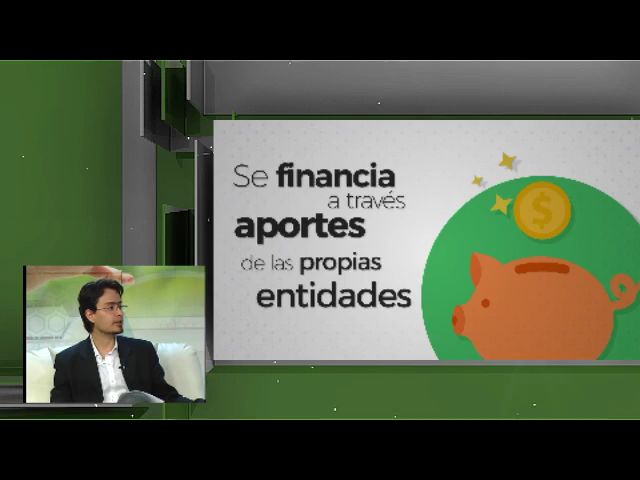 Se financia
a través
aportes
de las propias
entidades
$